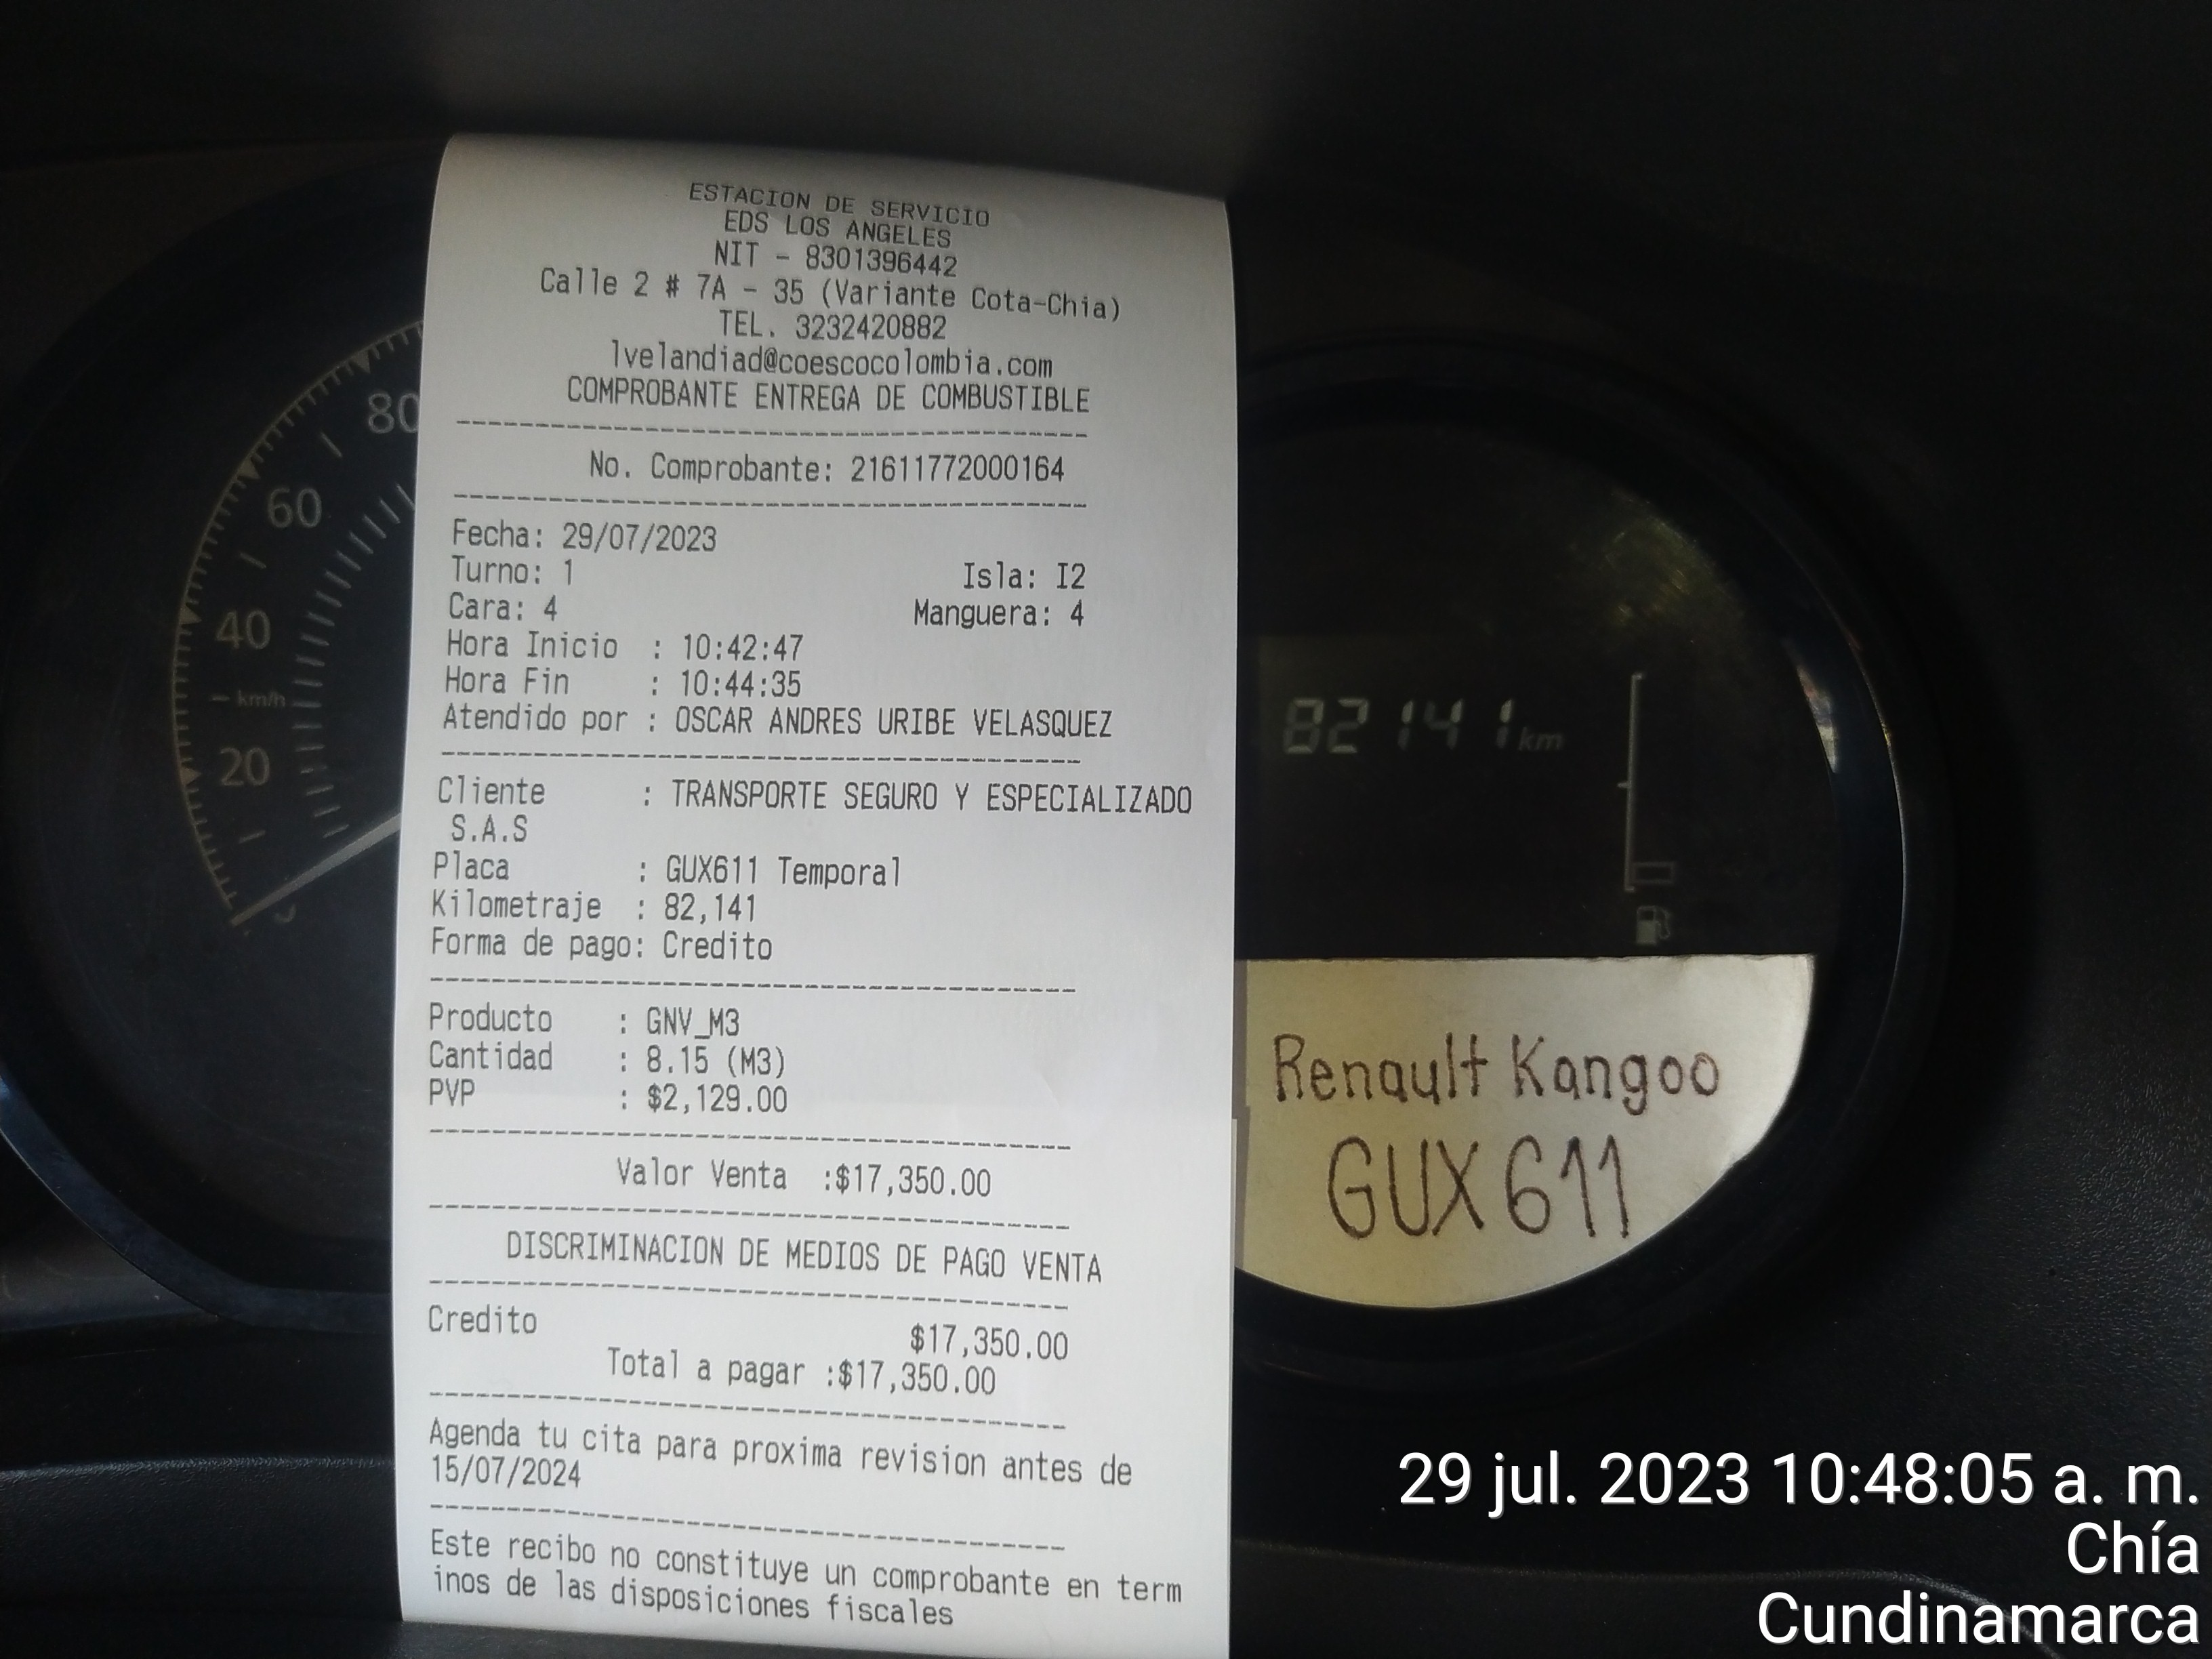 ESTACION DE SERVICIO
EDS LOS ANGELES
NIT - 8301396442
Calle 2 # 7A - 35 (Variante Cota-Chia)
TEL. 3232420882
lvelandiad@coescocolombia.com
COMPROBANTE ENTREGA DE COMBUSTIBLE
No. Comprobante: 21611772000164
Fecha: 29/07/2023
Turno: 1 Isla: I2
Cara: 4 Manguera: 4
Hora Inicio : 10:42:47
Hora Fin : 10:44:35
Atendido por : OSCAR ANDRES URIBE VELASQUEZ
Cliente : TRANSPORTE SEGURO Y ESPECIALIZADO
S.A.S
Placa : GUX611 Temporal
Kilometraje : 82,141
Forma de pago: Credito
Producto : GNV_M3
Cantidad : 8.15 (M3)
PVP : $2,129.00
Valor Venta :$17,350.00
DISCRIMINACION DE MEDIOS DE PAGO VENTA
Credito $17,350.00
Total a pagar :$17,350.00
Agenda tu cita para proxima revision antes de
15/07/2024
Este recibo no constituye un comprobante en term
inos de las disposiciones fiscales
80
60
40
km/h
20
82141 km
Renault Kangoo
GUX611
29 jul. 2023 10:48:05 a. m.
Chía
Cundinamarca